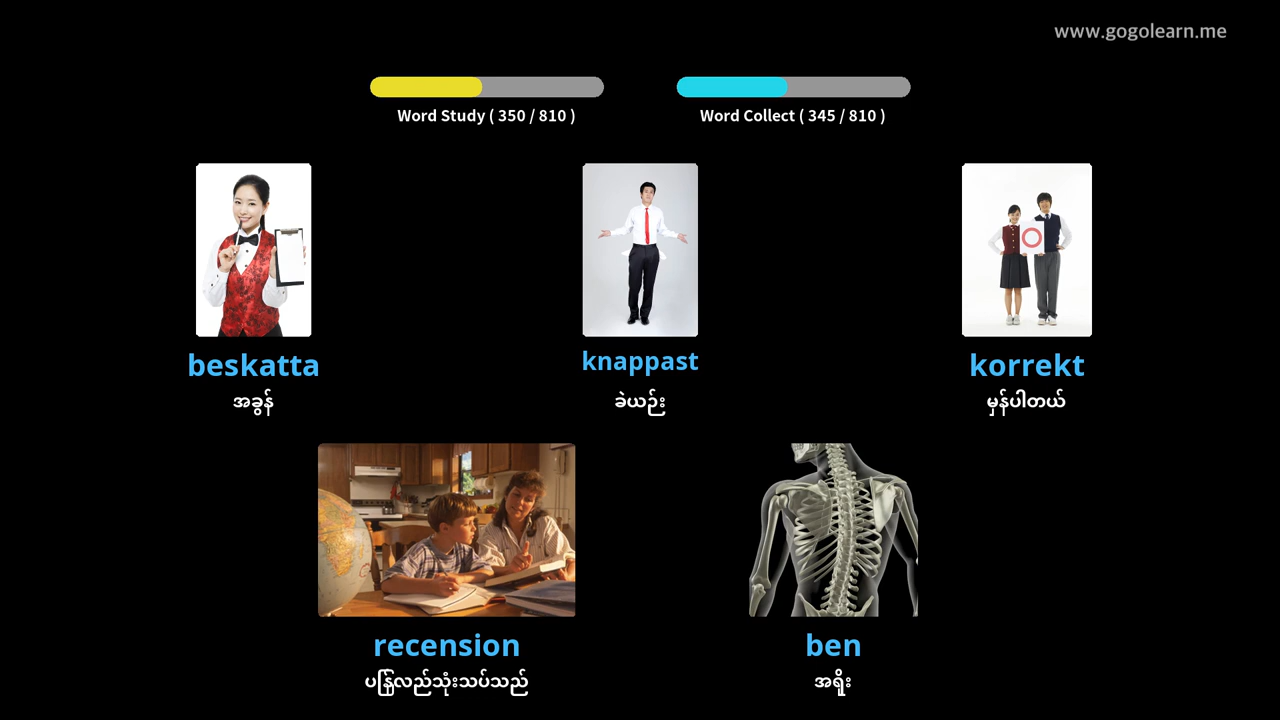 www.gogolearn.me
Word Study ( 350 / 810 )
Word Collect ( 345 / 810 )
beskatta
အခွန်
knappast
ခဲယဉ်း
korrekt
မှန်ပါတယ်
recension
ပြန်လည်သုံးသပ်သည်
ben
အရိုး